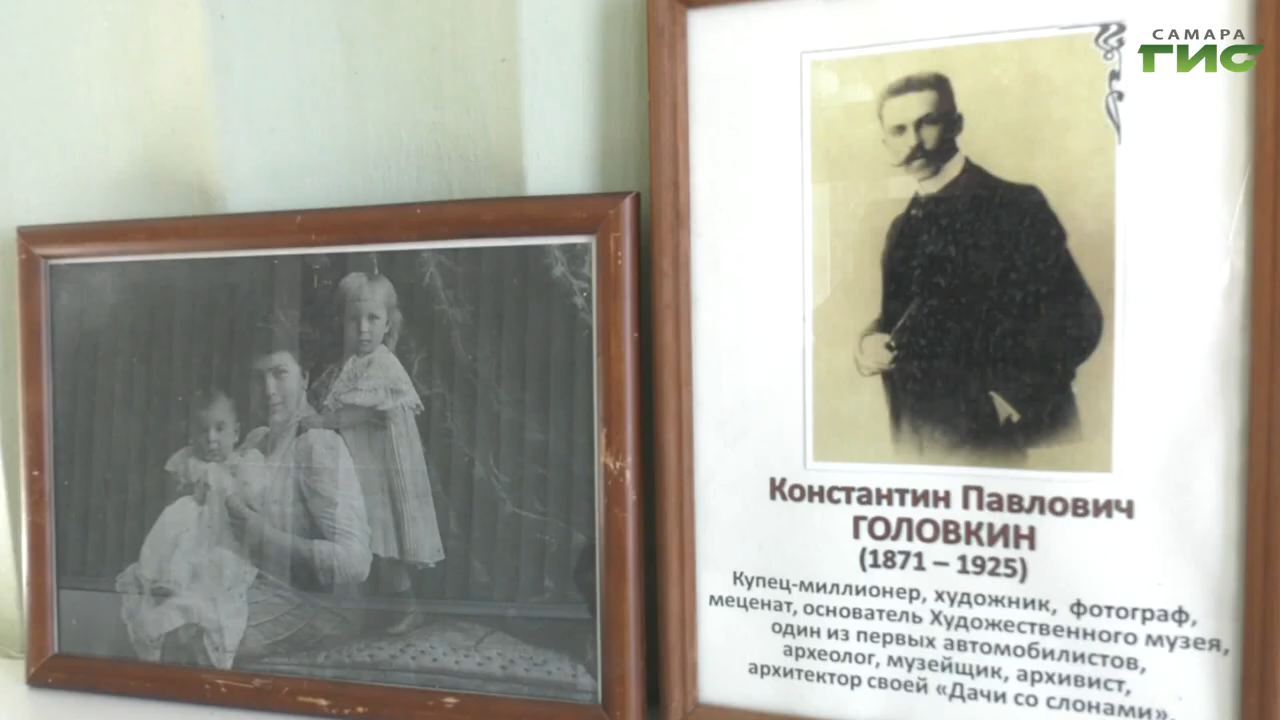 САМАРА
ГИС
Константин Павлович
ГОЛОВКИН
(1871 – 1925)
Купец-миллионер, художник, фотограф,
меценат, основатель Художественного музея,
один из первых автомобилистов,
археолог, музейщик, архивист,
архитектор своей «Дачи со слонами».